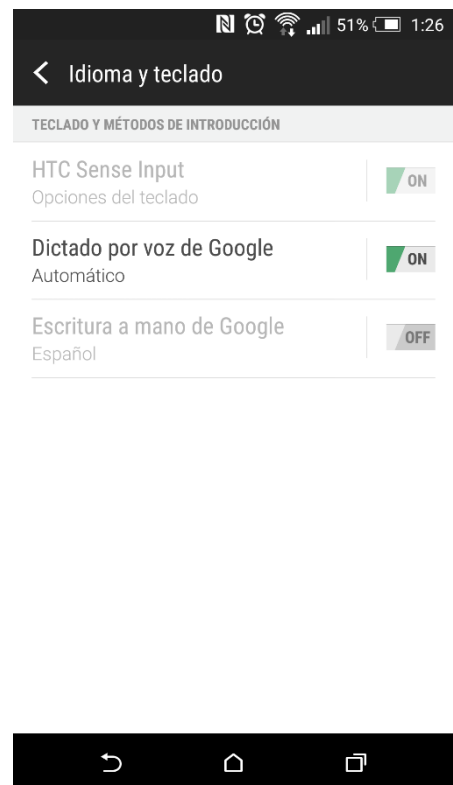 51% 1:26
Idioma y teclado
TECLADO Y MÉTODOS DE INTRODUCCIÓN
HTC Sense Input
ON
Opciones del teclado
Dictado por voz de Google
ON
Automático
Escritura a mano de Google
OFF
Español